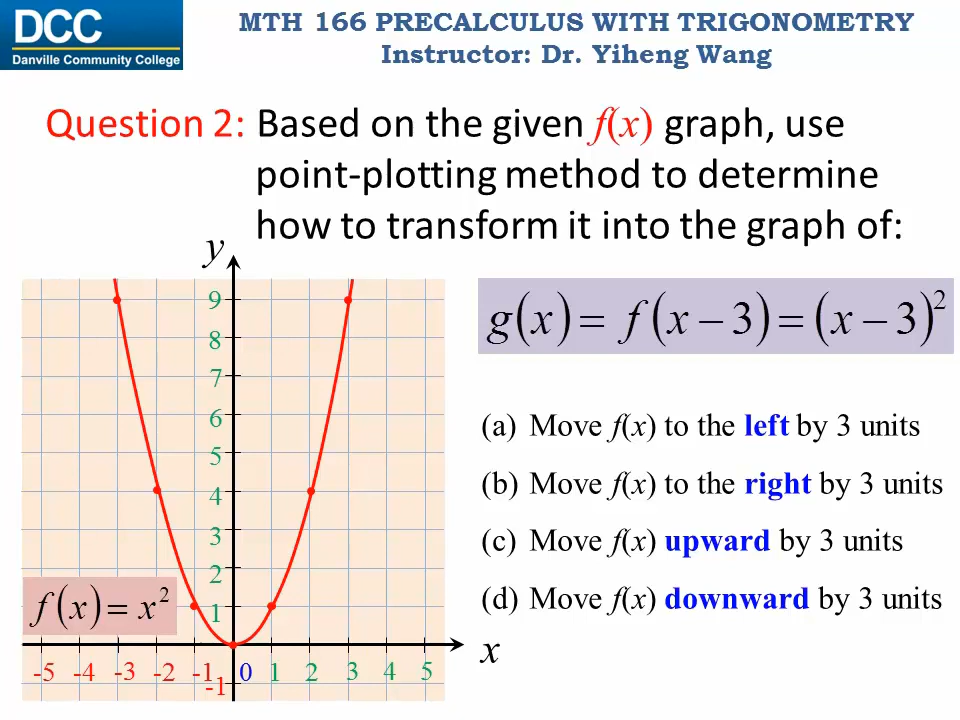 DCC
Danville Community College
MTH 166 PRECALCULUS WITH TRIGONOMETRY
Instructor: Dr. Yiheng Wang
Question 2: Based on the given f(x) graph, use
point-plotting method to determine
how to transform it into the graph of:
y
9
8
7
6
5
4
3
2
1
f(x) = x²
-5 -4 -3 -2 -1 0 1 2 3 4 5
-1
x
g(x) = f(x − 3) = (x − 3)²
(a) Move f(x) to the left by 3 units
(b) Move f(x) to the right by 3 units
(c) Move f(x) upward by 3 units
(d) Move f(x) downward by 3 units